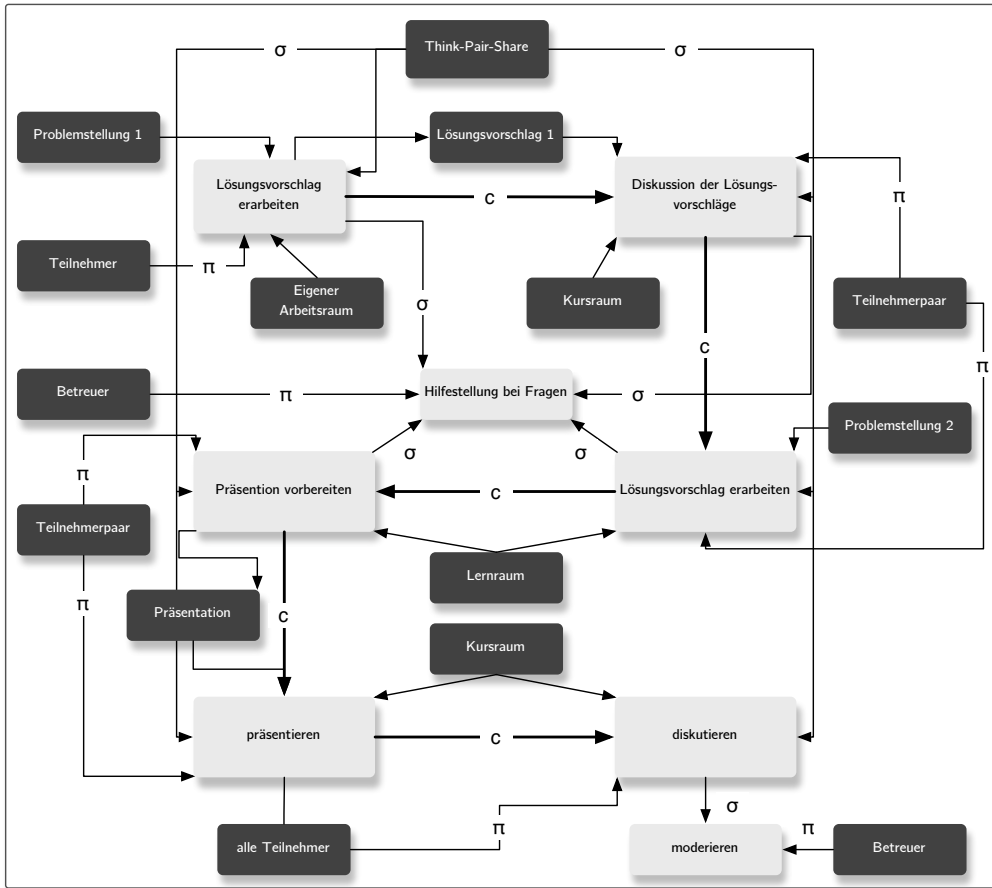 σ
Think-Pair-Share
σ
Problemstellung 1
Lösungsvorschlag 1
Lösungsvorschlag
erarbeiten
c
Diskussion der Lösungs-
vorschläge
π
Teilnehmer
π
Eigener
Arbeitsraum
σ
Kursraum
Teilnehmerpaar
c
π
Betreuer
π
Hilfestellung bei Fragen
σ
Problemstellung 2
π
σ
σ
Präsention vorbereiten
c
Lösungsvorschlag erarbeiten
Teilnehmerpaar
Lernraum
π
Präsentation
c
Kursraum
präsentieren
c
diskutieren
σ
alle Teilnehmer
π
moderieren
π
Betreuer